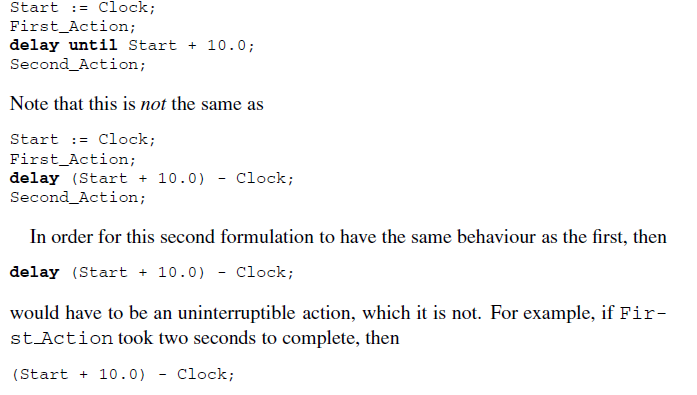 Start := Clock;
First_Action;
delay until Start + 10.0;
Second_Action;
Note that this is not the same as
Start := Clock;
First_Action;
delay (Start + 10.0) - Clock;
Second_Action;
In order for this second formulation to have the same behaviour as the first, then
delay (Start + 10.0) - Clock;
would have to be an uninterruptible action, which it is not. For example, if Fir-
st_Action took two seconds to complete, then
(Start + 10.0) - Clock;